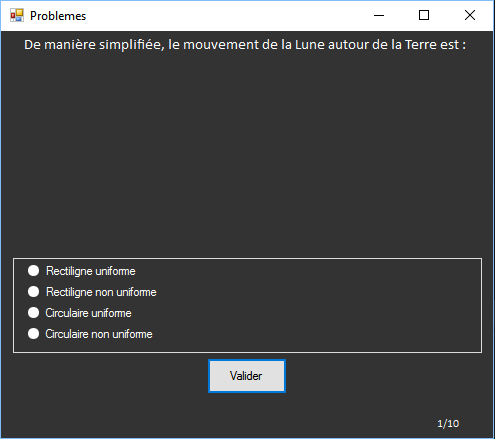 Problemes
De manière simplifiée, le mouvement de la Lune autour de la Terre est :
Rectiligne uniforme
Rectiligne non uniforme
Circulaire uniforme
Circulaire non uniforme
Valider
1/10